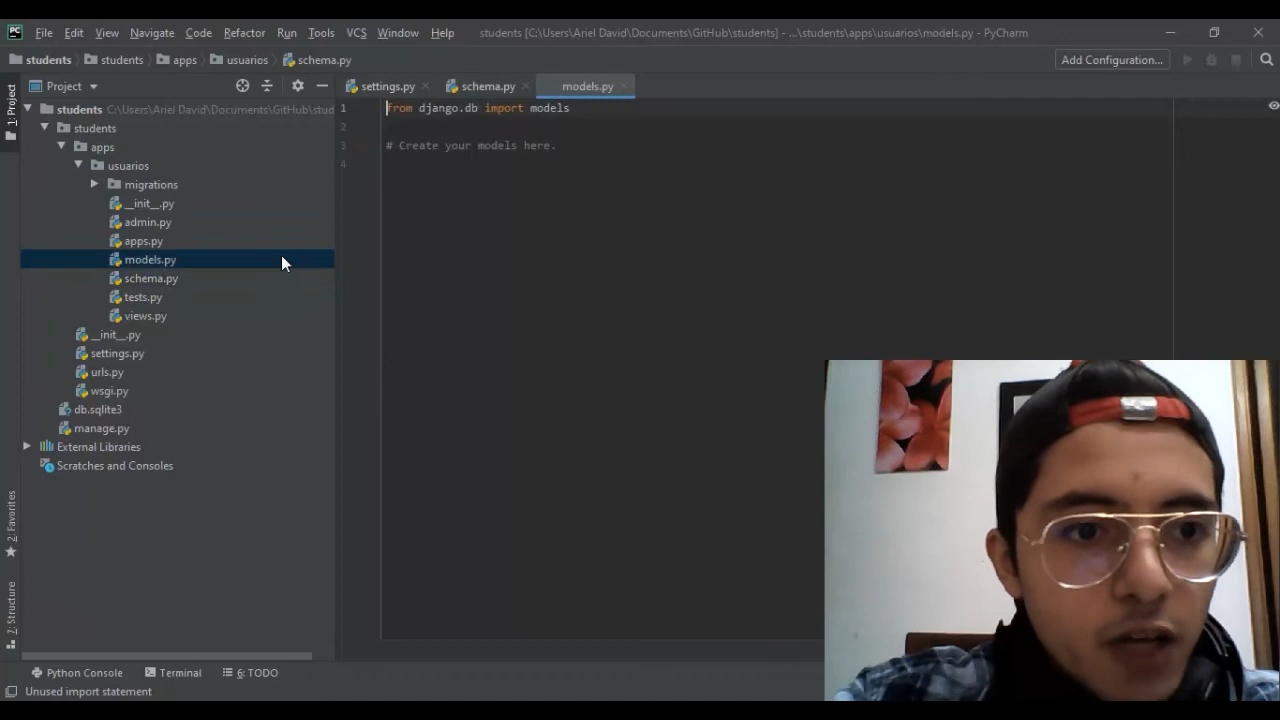 PC File Edit View Navigate Code Refactor Run Tools VCS Window Help students [C:\Users\Ariel David\Documents\GitHub\students] - ...\students\apps\usuarios\models.py - PyCharm
students students apps usuarios schema.py Add Configuration...
Project settings.py schema.py models.py
1: Project
students C:\Users\Ariel David\Documents\GitHub\stud
students
apps
usuarios
migrations
__init__.py
admin.py
apps.py
models.py
schema.py
tests.py
views.py
__init__.py
settings.py
urls.py
wsgi.py
db.sqlite3
manage.py
External Libraries
Scratches and Consoles
1 from django.db import models
2
3 # Create your models here.
4
2: Favorites
7: Structure
Python Console Terminal 6: TODO
Unused import statement